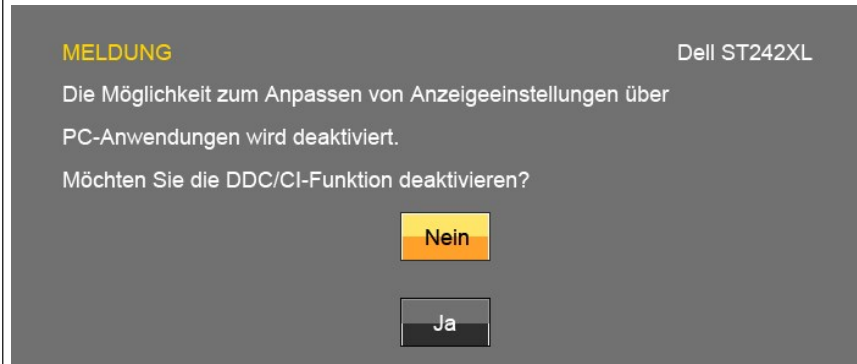 MELDUNG Dell ST242XL
Die Möglichkeit zum Anpassen von Anzeigeeinstellungen über
PC-Anwendungen wird deaktiviert.
Möchten Sie die DDC/CI-Funktion deaktivieren?
Nein
Ja